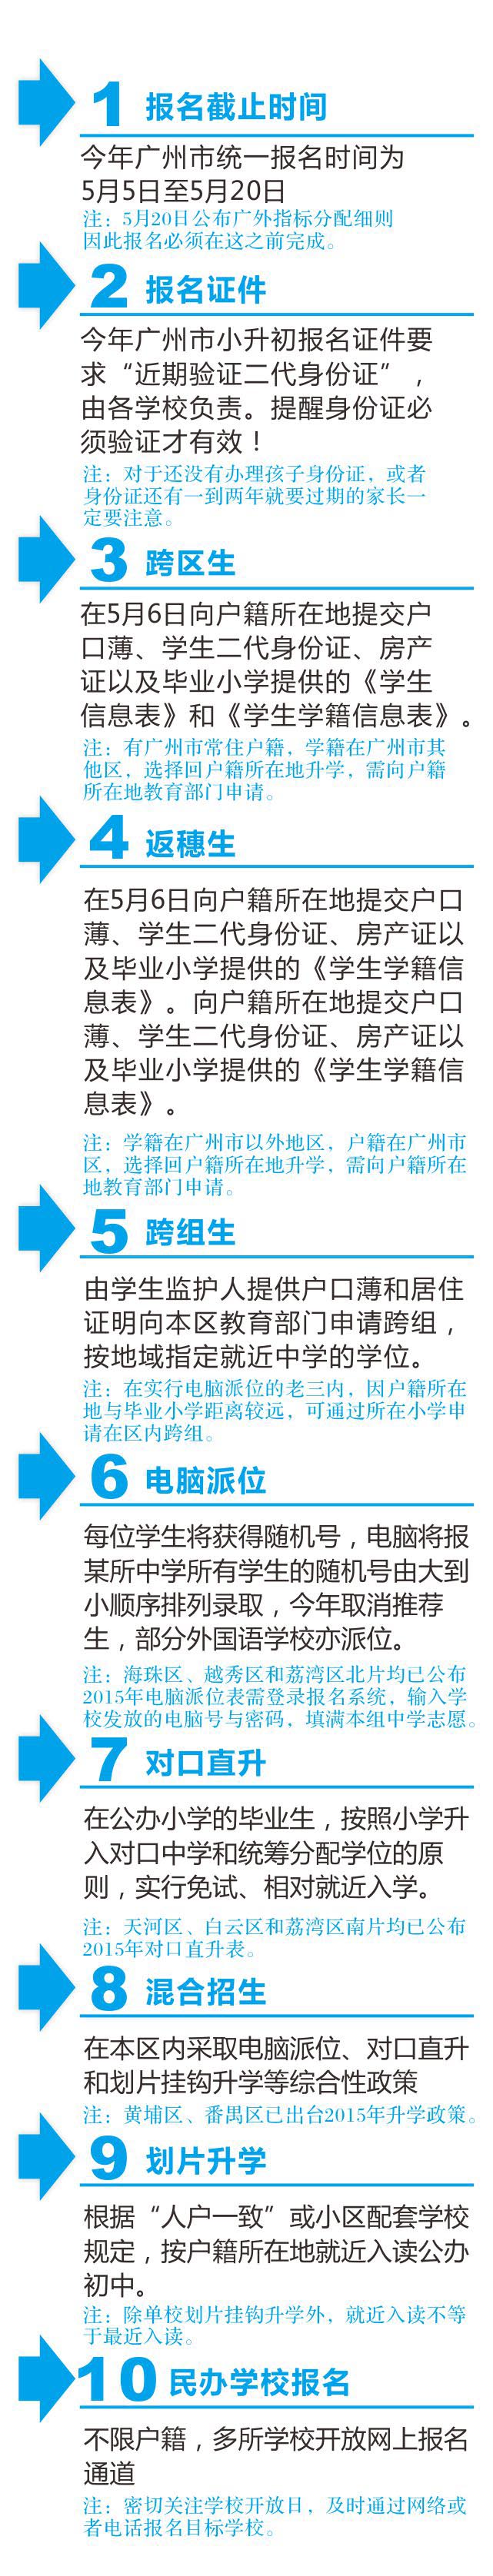 1 报名截止时间
今年广州市统一报名时间为
5月5日至5月20日
注：5月20日公布广外指标分配细则
因此报名必须在这之前完成。
2 报名证件
今年广州市小升初报名证件要
求“近期验证二代身份证”，
由各学校负责。提醒身份证必
须验证才有效！
注：对于还没有办理孩子身份证，或者
身份证还有一到两年就要过期的家长一
定要注意。
3 跨区生
在5月6日向户籍所在地提交户
口薄、学生二代身份证、房产
证以及毕业小学提供的《学生
信息表》和《学生学籍信息表》。
注：有广州市常住户籍，学籍在广州市其
他区，选择回户籍所在地升学，需向户籍
所在地教育部门申请。
4 返穗生
在5月6日向户籍所在地提交户口
薄、学生二代身份证、房产证以
及毕业小学提供的《学生学籍信
息表》。向户籍所在地提交户口
薄、学生二代身份证、房产证以
及毕业小学提供的《学生学籍信
息表》。
注：学籍在广州市以外地区，户籍在广州市
区，选择回户籍所在地升学，需向户籍所在
地教育部门申请。
5 跨组生
由学生监护人提供户口薄和居住
证明向本区教育部门申请跨组，
按地域指定就近中学的学位。
注：在实行电脑派位的老三内，因户籍所在
地与毕业小学距离较远，可通过所在小学申
请在区内跨组。
6 电脑派位
每位学生将获得随机号，电脑将报
某所中学所有学生的随机号由大到
小顺序排列录取，今年取消推荐
生，部分外国语学校亦派位。
注：海珠区、越秀区和荔湾区北片均已公布
2015年电脑派位表需登录报名系统，输入学
校发放的电脑号与密码，填满本组中学志愿。
7 对口直升
在公办小学的毕业生，按照小学升
入对口中学和统筹分配学位的原
则，实行免试、相对就近入学。
注：天河区、白云区和荔湾区南片均已公布
2015年对口直升表。
8 混合招生
在本区内采取电脑派位、对口直升
和划片挂钩升学等综合性政策
注：黄埔区、番禺区已出台2015年升学政策。
9 划片升学
根据“人户一致”或小区配套学校
规定，按户籍所在地就近入读公办
初中。
注：除单校划片挂钩升学外，就近入读不等
于最近入读。
10 民办学校报名
不限户籍，多所学校开放网上报名
通道
注：密切关注学校开放日，及时通过网络或
者电话报名目标学校。